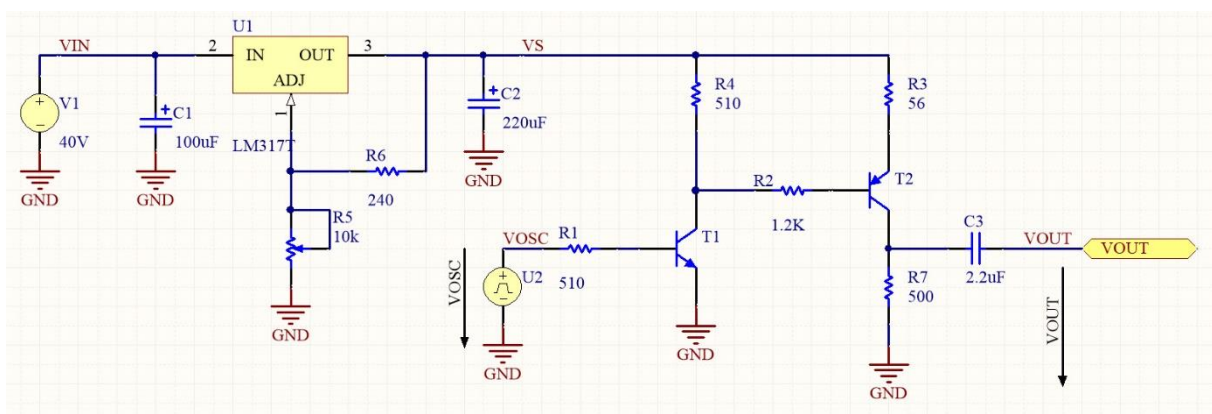 U1
VIN
2
IN
OUT
3
VS
ADJ
V1
40V
+
C1
100uF
1
LM317T
+
C2
220uF
R4
510
R3
56
R6
240
R5
10k
R2
1.2K
T2
VOSC
R1
510
T1
C3
2.2uF
VOUT
VOUT
U2
R7
500
VOSC
VOUT
+
+
GND
GND
GND
GND
GND
GND
GND
GND